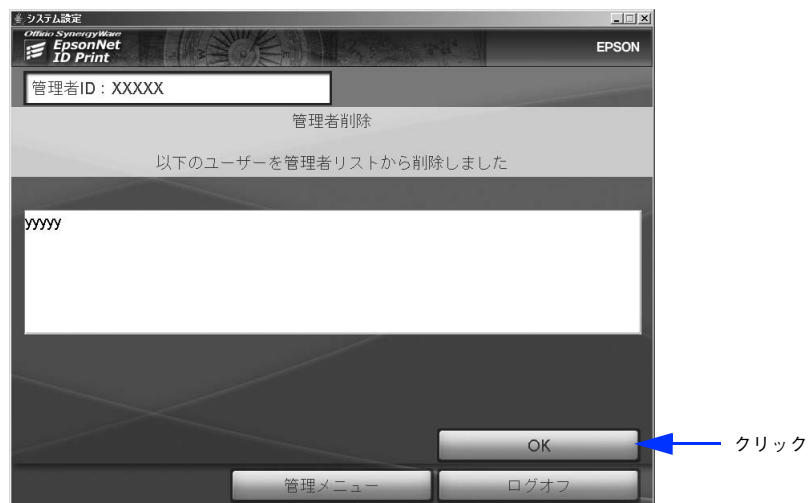 システム設定
Offirio SynergyWare
EpsonNet
ID Print
EPSON
管理者ID：XXXXX
管理者削除
以下のユーザーを管理者リストから削除しました
yyyyy
OK
クリック
管理メニュー
ログオフ